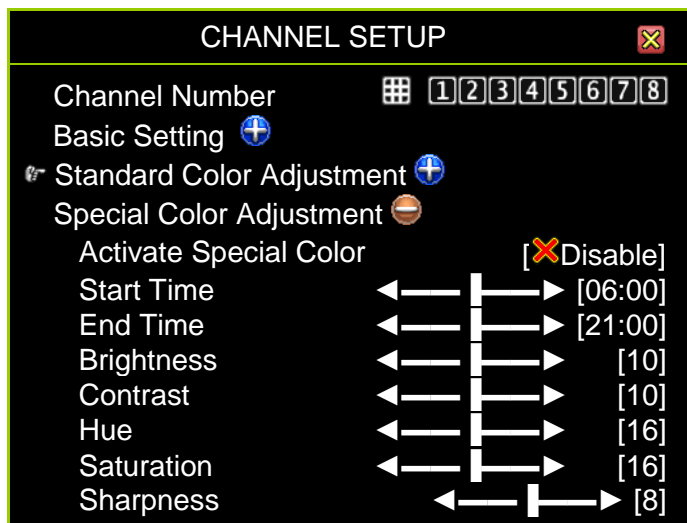 CHANNEL SETUP
Channel Number 1 2 3 4 5 6 7 8
Basic Setting
Standard Color Adjustment
Special Color Adjustment
Activate Special Color [Disable]
Start Time [06:00]
End Time [21:00]
Brightness [10]
Contrast [10]
Hue [16]
Saturation [16]
Sharpness [8]